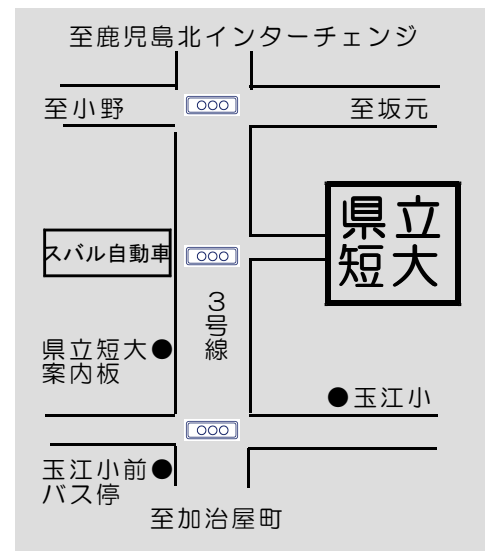 至鹿児島北インターチェンジ
至小野
至坂元
県立
短大
スバル自動車
3号線
県立短大
案内板
玉江小
玉江小前
バス停
至加治屋町